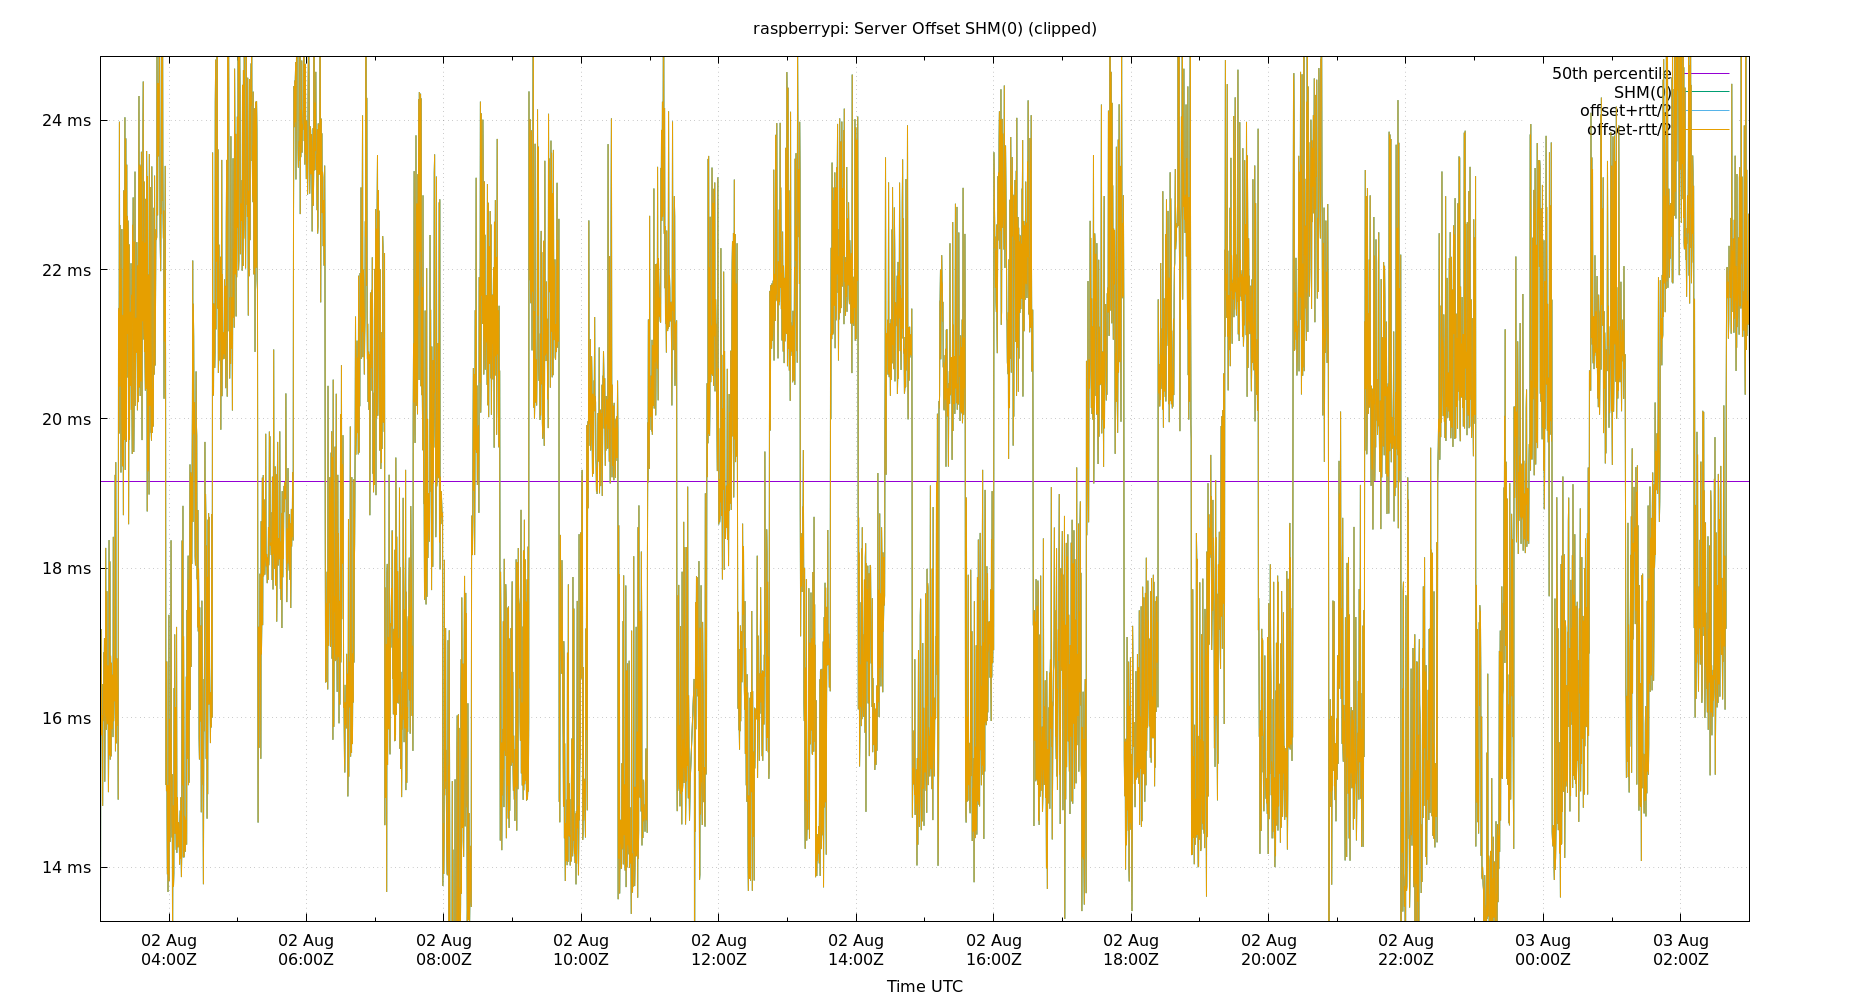 raspberrypi: Server Offset SHM(0) (clipped)
50th percentile
SHM(0)
offset+rtt/2
offset-rtt/2
24 ms
22 ms
20 ms
18 ms
16 ms
14 ms
02 Aug 02 Aug 02 Aug 02 Aug 02 Aug 02 Aug 02 Aug 02 Aug 02 Aug 02 Aug 03 Aug 03 Aug
04:00Z 06:00Z 08:00Z 10:00Z 12:00Z 14:00Z 16:00Z 18:00Z 20:00Z 22:00Z 00:00Z 02:00Z
Time UTC